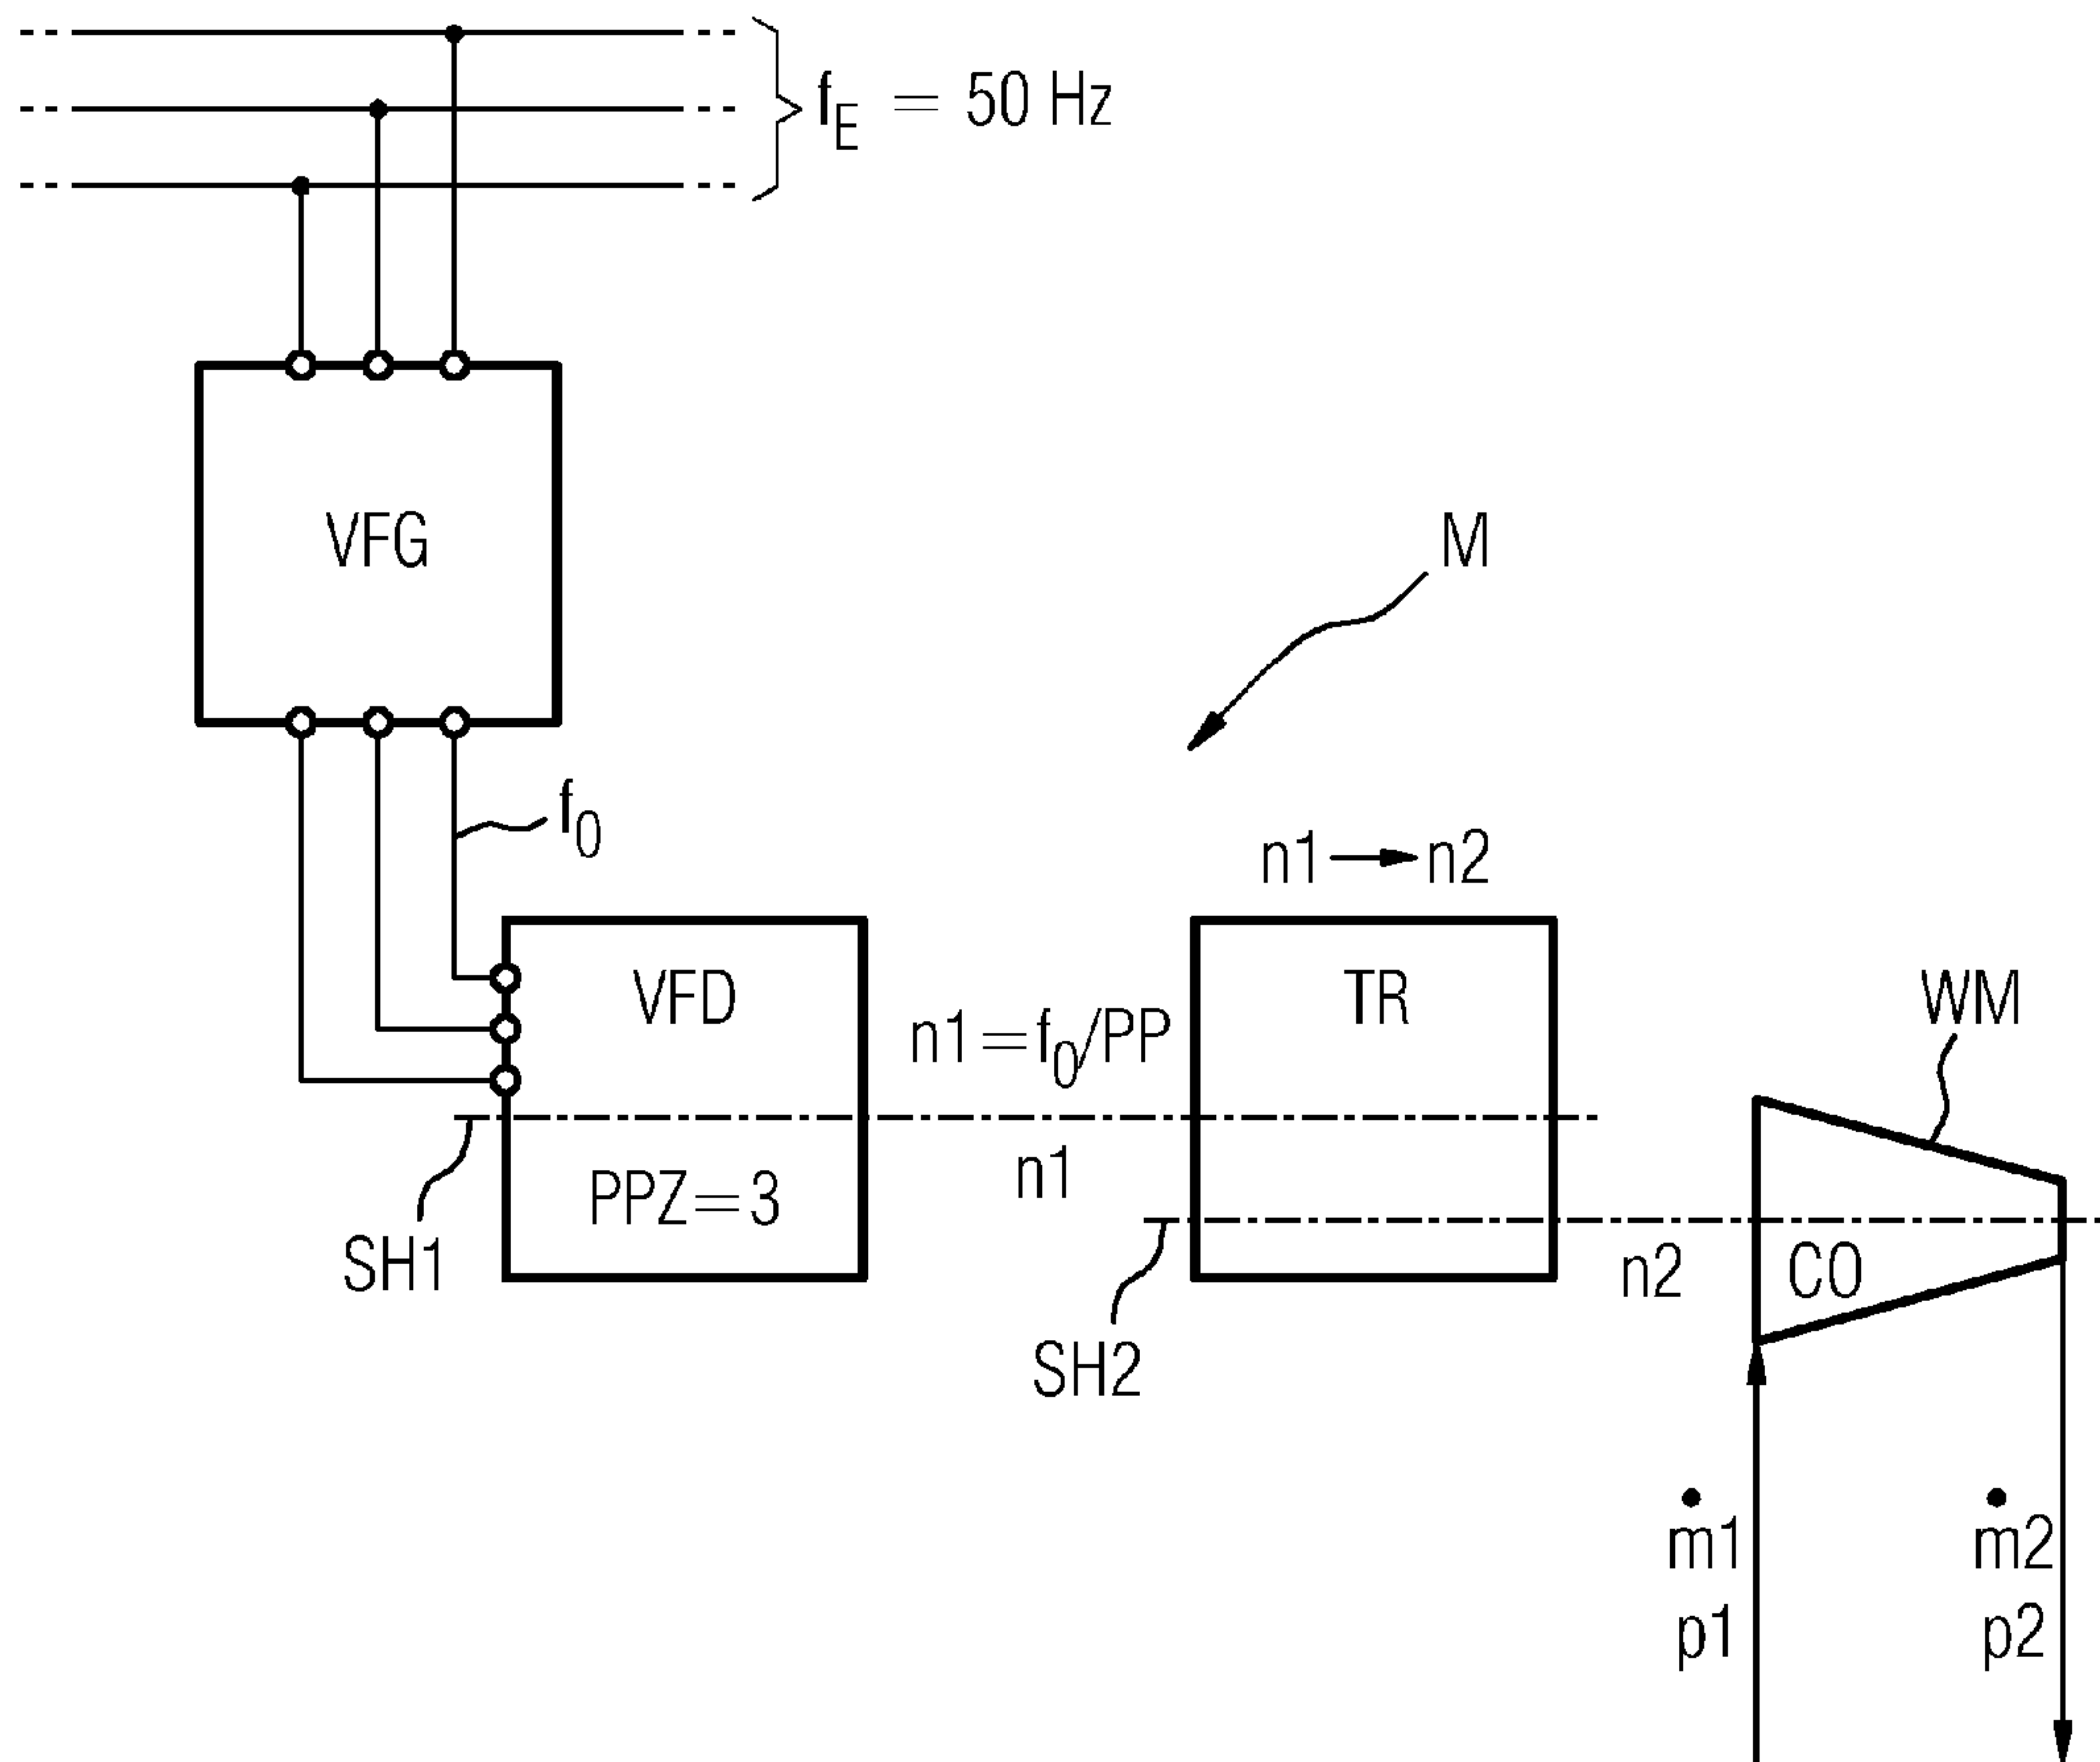 f_E = 50 Hz
VFG
M
f_0
n1 → n2
VFD
TR
n1=f_0/PP
WM
n1
PPZ=3
SH1
n2
CO
SH2
ṁ1
ṁ2
p1
p2